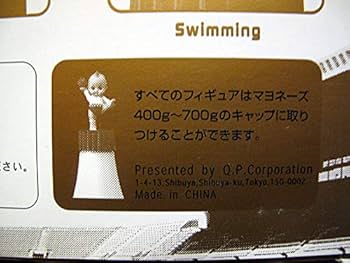 Swimming
すべてのフィギュアはマヨネーズ
400g〜700gのキャップに取り
つけることができます。
ださい。
Presented by Q.P.Corporation
1-4-13,Shibuya,Shibuya-ku,Tokyo,150-0002
Made in CHINA